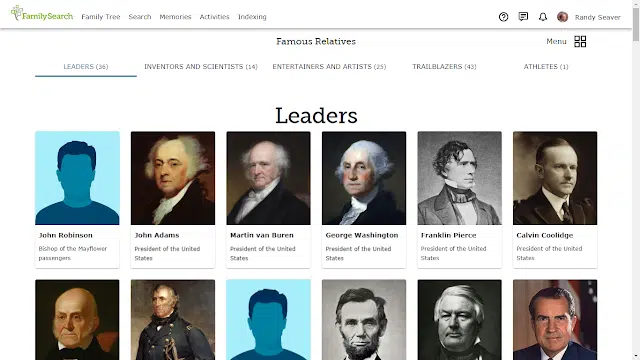 FamilySearch Family Tree Search Memories Activities Indexing Randy Seaver
Famous Relatives Menu
LEADERS (36) INVENTORS AND SCIENTISTS (14) ENTERTAINERS AND ARTISTS (25) TRAILBLAZERS (43) ATHLETES (1)
Leaders
John Robinson
Bishop of the Mayflower
passengers
John Adams
President of the United
States
Martin van Buren
President of the United
States
George Washington
President of the United
States
Franklin Pierce
President of the United
States
Calvin Coolidge
President of the United
States